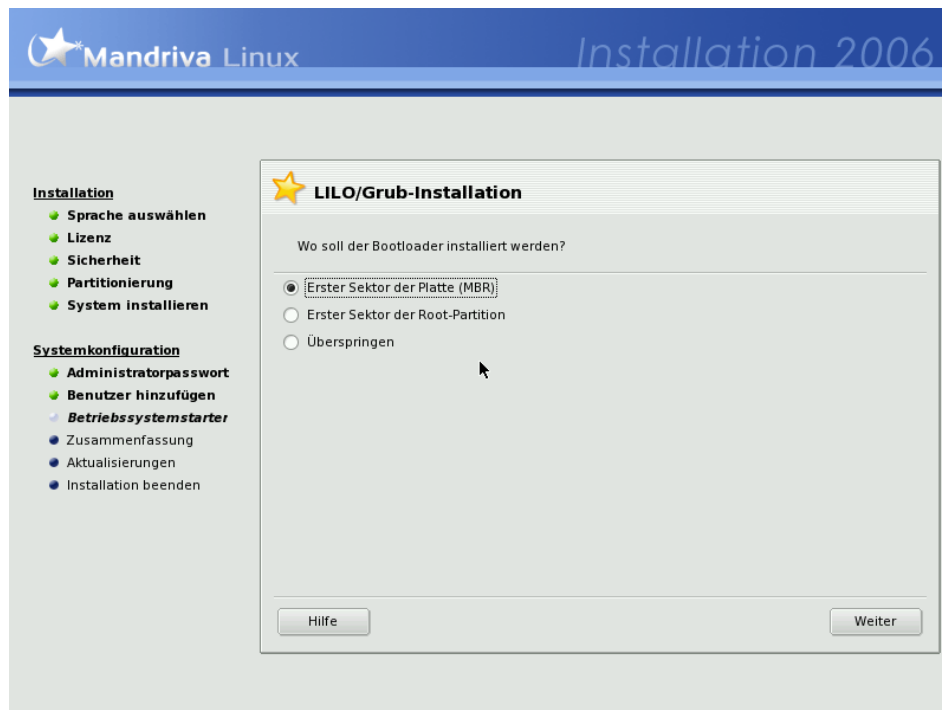 Mandriva Linux
Installation 2006
Installation
Sprache auswählen
Lizenz
Sicherheit
Partitionierung
System installieren
Systemkonfiguration
Administratorpasswort
Benutzer hinzufügen
Betriebssystemstarter
Zusammenfassung
Aktualisierungen
Installation beenden
LILO/Grub-Installation
Wo soll der Bootloader installiert werden?
Erster Sektor der Platte (MBR)
Erster Sektor der Root-Partition
Überspringen
Hilfe
Weiter